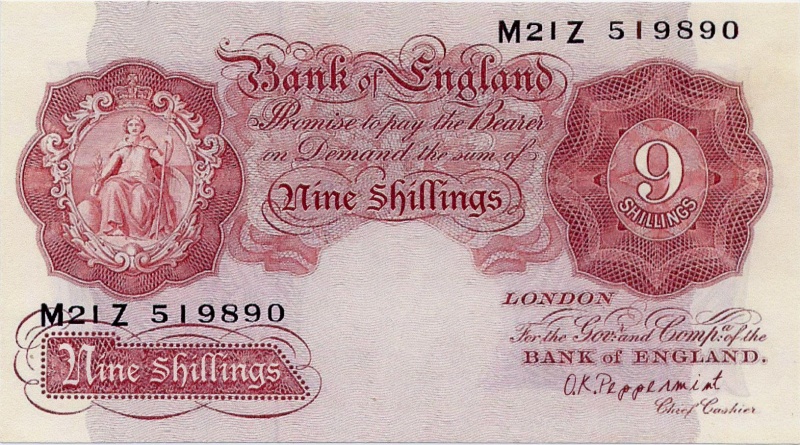 M21Z 519890
Bank of England
Promise to pay the Bearer
on Demand the sum of
Nine Shillings
9
SHILLINGS
LONDON
For the Govr. and Compa. of the
BANK of ENGLAND.
O.K. Peppermint
Chief Cashier
M21Z 519890
Nine Shillings